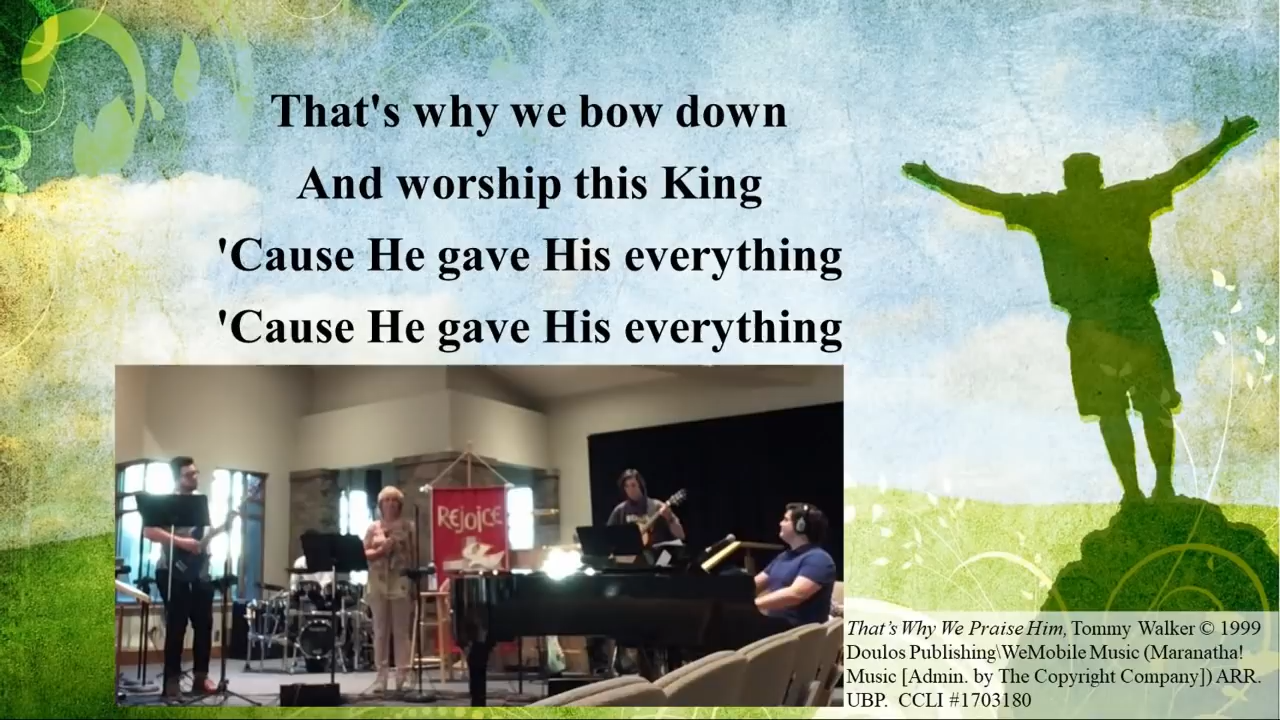 That's why we bow down
And worship this King
'Cause He gave His everything
'Cause He gave His everything
REJOICE
That's Why We Praise Him, Tommy Walker © 1999
Doulos Publishing\WeMobile Music (Maranatha!
Music [Admin. by The Copyright Company]) ARR.
UBP. CCLI #1703180